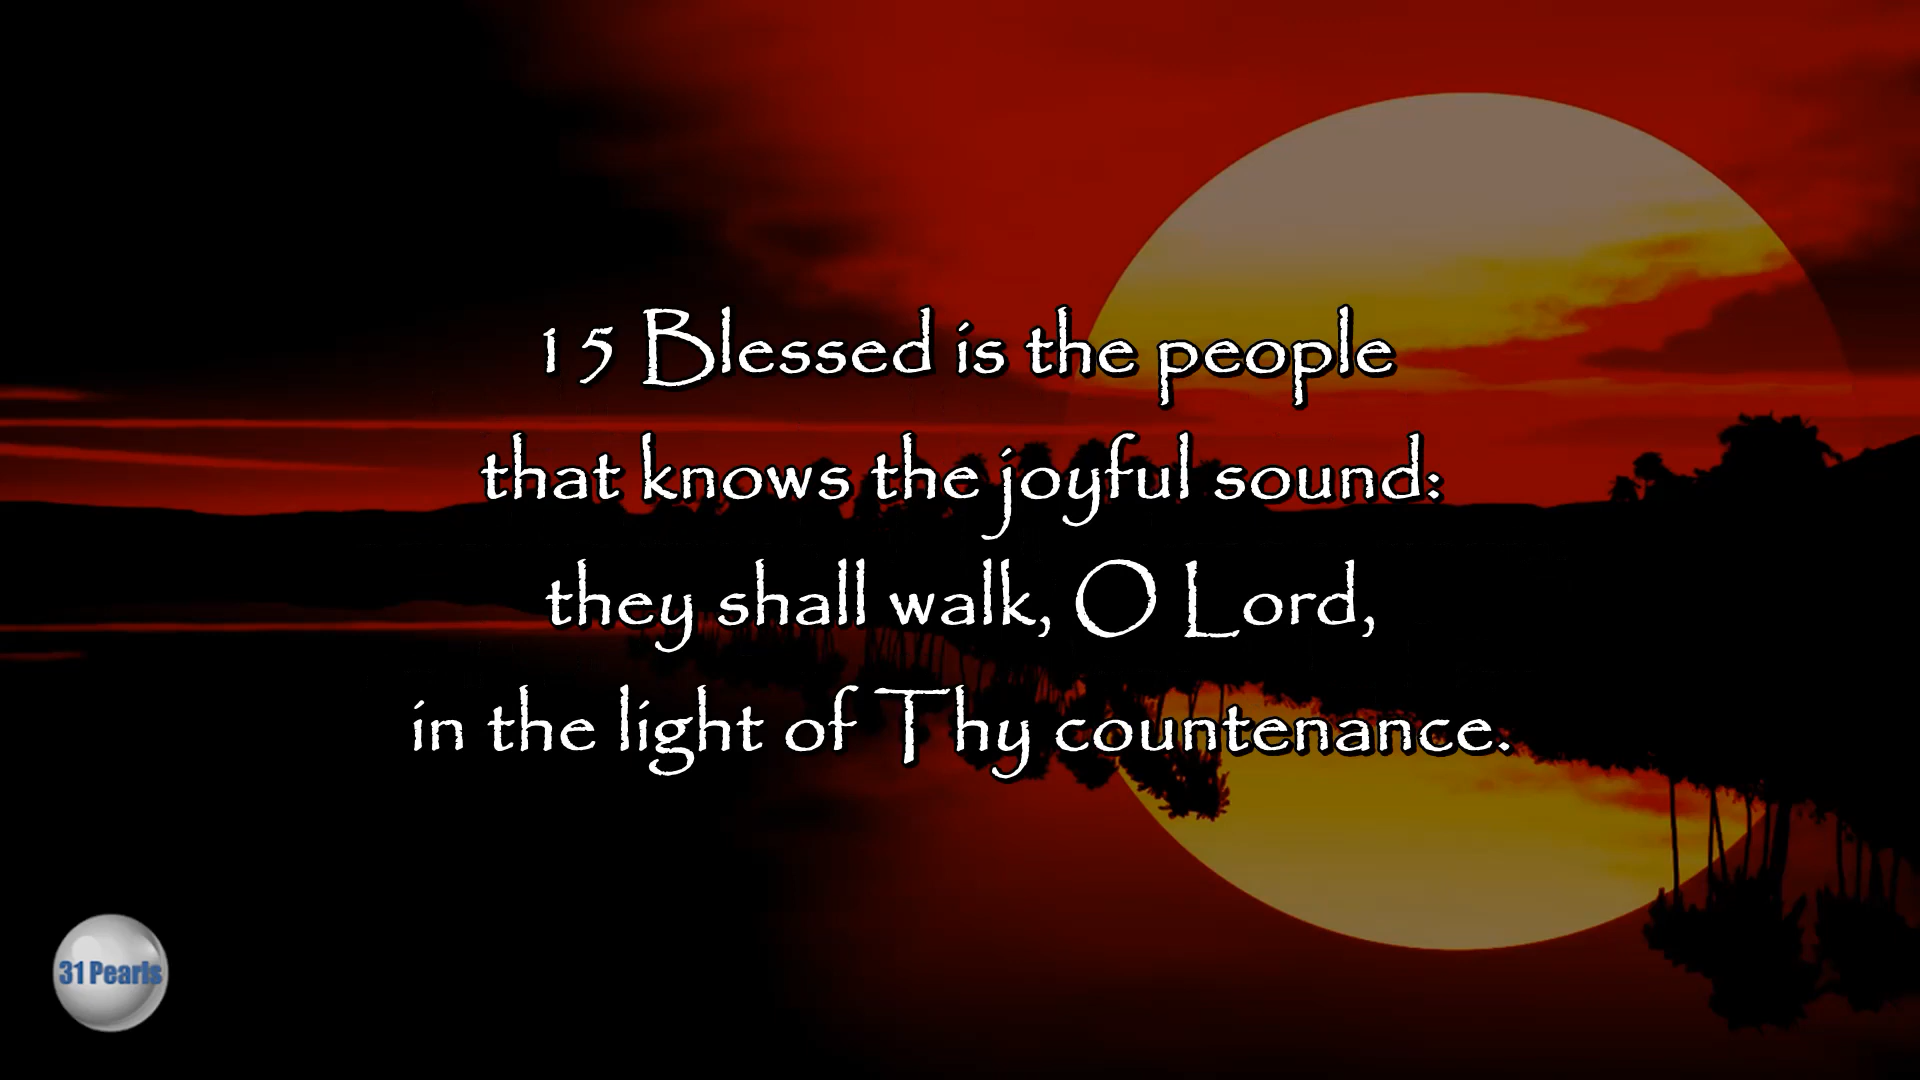 15 Blessed is the people
that knows the joyful sound:
they shall walk, O Lord,
in the light of Thy countenance.
31 Pearls